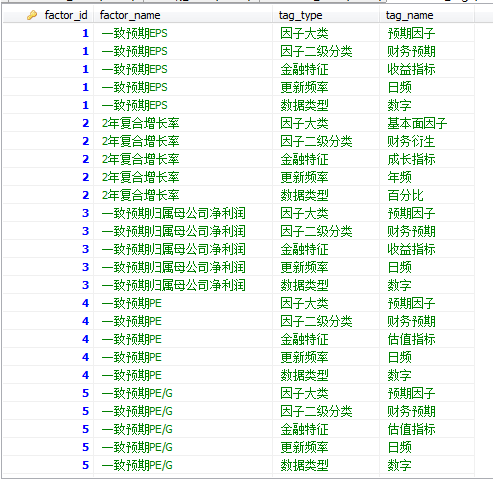 factor_id factor_name tag_type tag_name
1 一致预期EPS 因子大类 预期因子
1 一致预期EPS 因子二级分类 财务预期
1 一致预期EPS 金融特征 收益指标
1 一致预期EPS 更新频率 日频
1 一致预期EPS 数据类型 数字
2 2年复合增长率 因子大类 基本面因子
2 2年复合增长率 因子二级分类 财务衍生
2 2年复合增长率 金融特征 成长指标
2 2年复合增长率 更新频率 年频
2 2年复合增长率 数据类型 百分比
3 一致预期归属母公司净利润 因子大类 预期因子
3 一致预期归属母公司净利润 因子二级分类 财务预期
3 一致预期归属母公司净利润 金融特征 收益指标
3 一致预期归属母公司净利润 更新频率 日频
3 一致预期归属母公司净利润 数据类型 数字
4 一致预期PE 因子大类 预期因子
4 一致预期PE 因子二级分类 财务预期
4 一致预期PE 金融特征 估值指标
4 一致预期PE 更新频率 日频
4 一致预期PE 数据类型 数字
5 一致预期PE/G 因子大类 预期因子
5 一致预期PE/G 因子二级分类 财务预期
5 一致预期PE/G 金融特征 估值指标
5 一致预期PE/G 更新频率 日频
5 一致预期PE/G 数据类型 数字